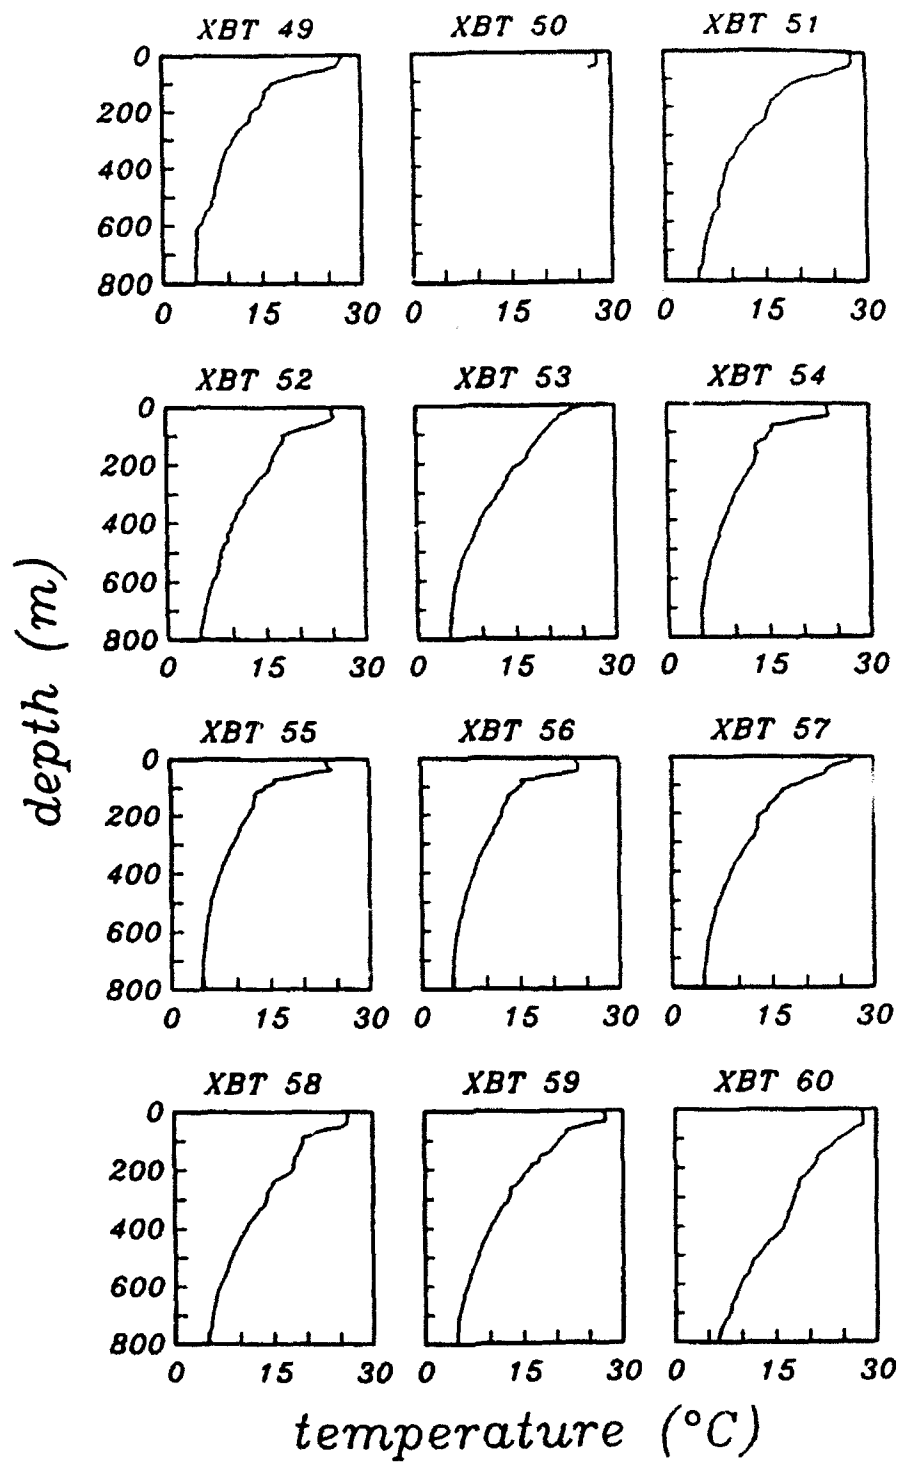 XBT 49 XBT 50 XBT 51
0
200
400
600
800
0 15 30 0 15 30 0 15 30
XBT 52 XBT 53 XBT 54
0
200
400
600
800
0 15 30 0 15 30 0 15 30
depth (m)
XBT 55 XBT 56 XBT 57
0
200
400
600
800
0 15 30 0 15 30 0 15 30
XBT 58 XBT 59 XBT 60
0
200
400
600
800
0 15 30 0 15 30 0 15 30
temperature (°C)